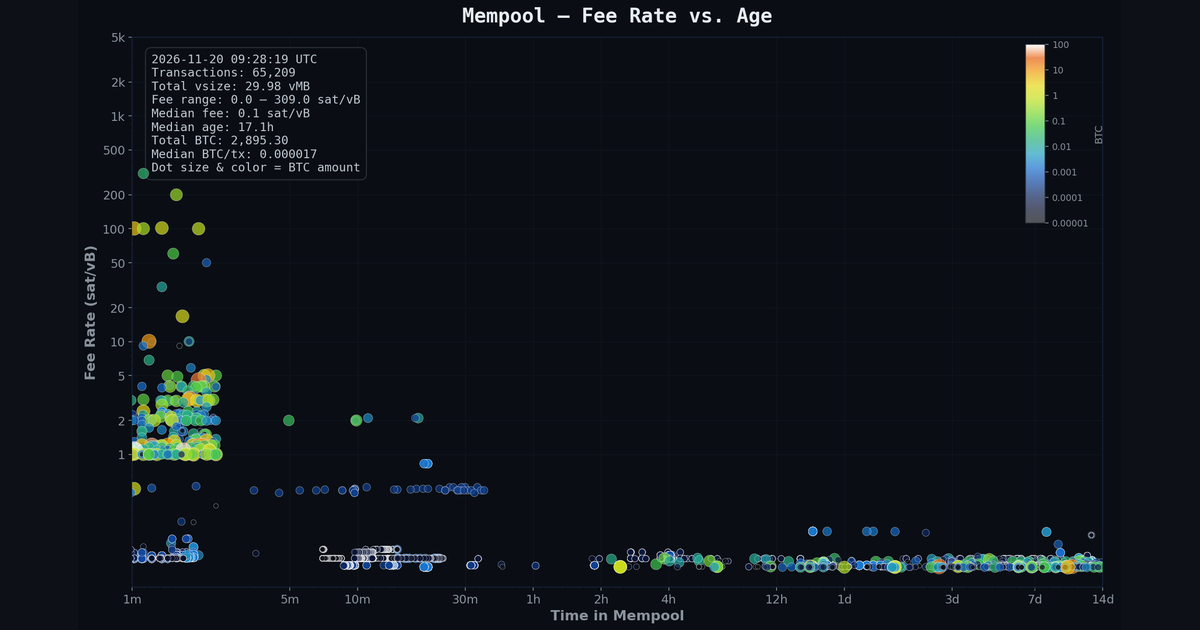 Mempool — Fee Rate vs. Age
2026-11-20 09:28:19 UTC
Transactions: 65,209
Total vsize: 29.98 vMB
Fee range: 0.0 – 309.0 sat/vB
Median fee: 0.1 sat/vB
Median age: 17.1h
Total BTC: 2,895.30
Median BTC/tx: 0.000017
Dot size & color = BTC amount
5k
2k
1k
500
200
100
50
20
10
5
2
1
Fee Rate (sat/vB)
100
10
1
0.1
0.01
0.001
0.0001
0.00001
BTC
1m
5m
10m
30m
1h
2h
4h
12h
1d
3d
7d
14d
Time in Mempool